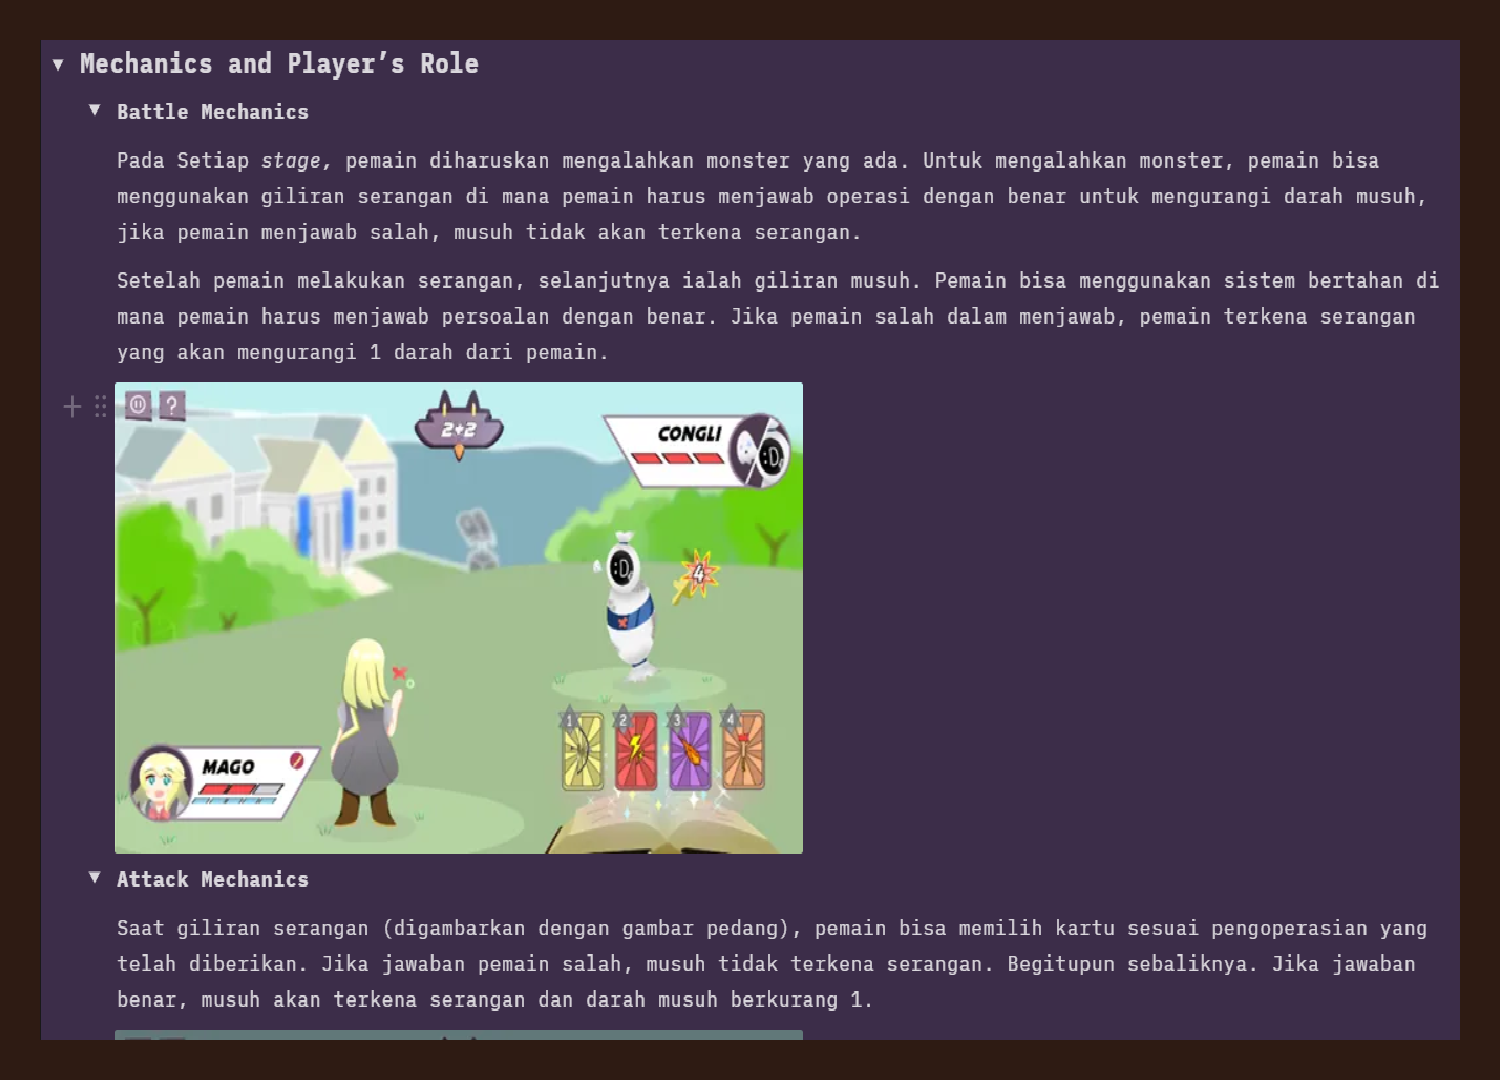 Mechanics and Player’s Role
Battle Mechanics
Pada Setiap stage, pemain diharuskan mengalahkan monster yang ada. Untuk mengalahkan monster, pemain bisa
menggunakan giliran serangan di mana pemain harus menjawab operasi dengan benar untuk mengurangi darah musuh,
jika pemain menjawab salah, musuh tidak akan terkena serangan.
Setelah pemain melakukan serangan, selanjutnya ialah giliran musuh. Pemain bisa menggunakan sistem bertahan di
mana pemain harus menjawab persoalan dengan benar. Jika pemain salah dalam menjawab, pemain terkena serangan
yang akan mengurangi 1 darah dari pemain.
?
2+2
CONGLI
:D
:D
4
1 2 3 4
MAGO
Attack Mechanics
Saat giliran serangan (digambarkan dengan gambar pedang), pemain bisa memilih kartu sesuai pengoperasian yang
telah diberikan. Jika jawaban pemain salah, musuh tidak terkena serangan. Begitupun sebaliknya. Jika jawaban
benar, musuh akan terkena serangan dan darah musuh berkurang 1.